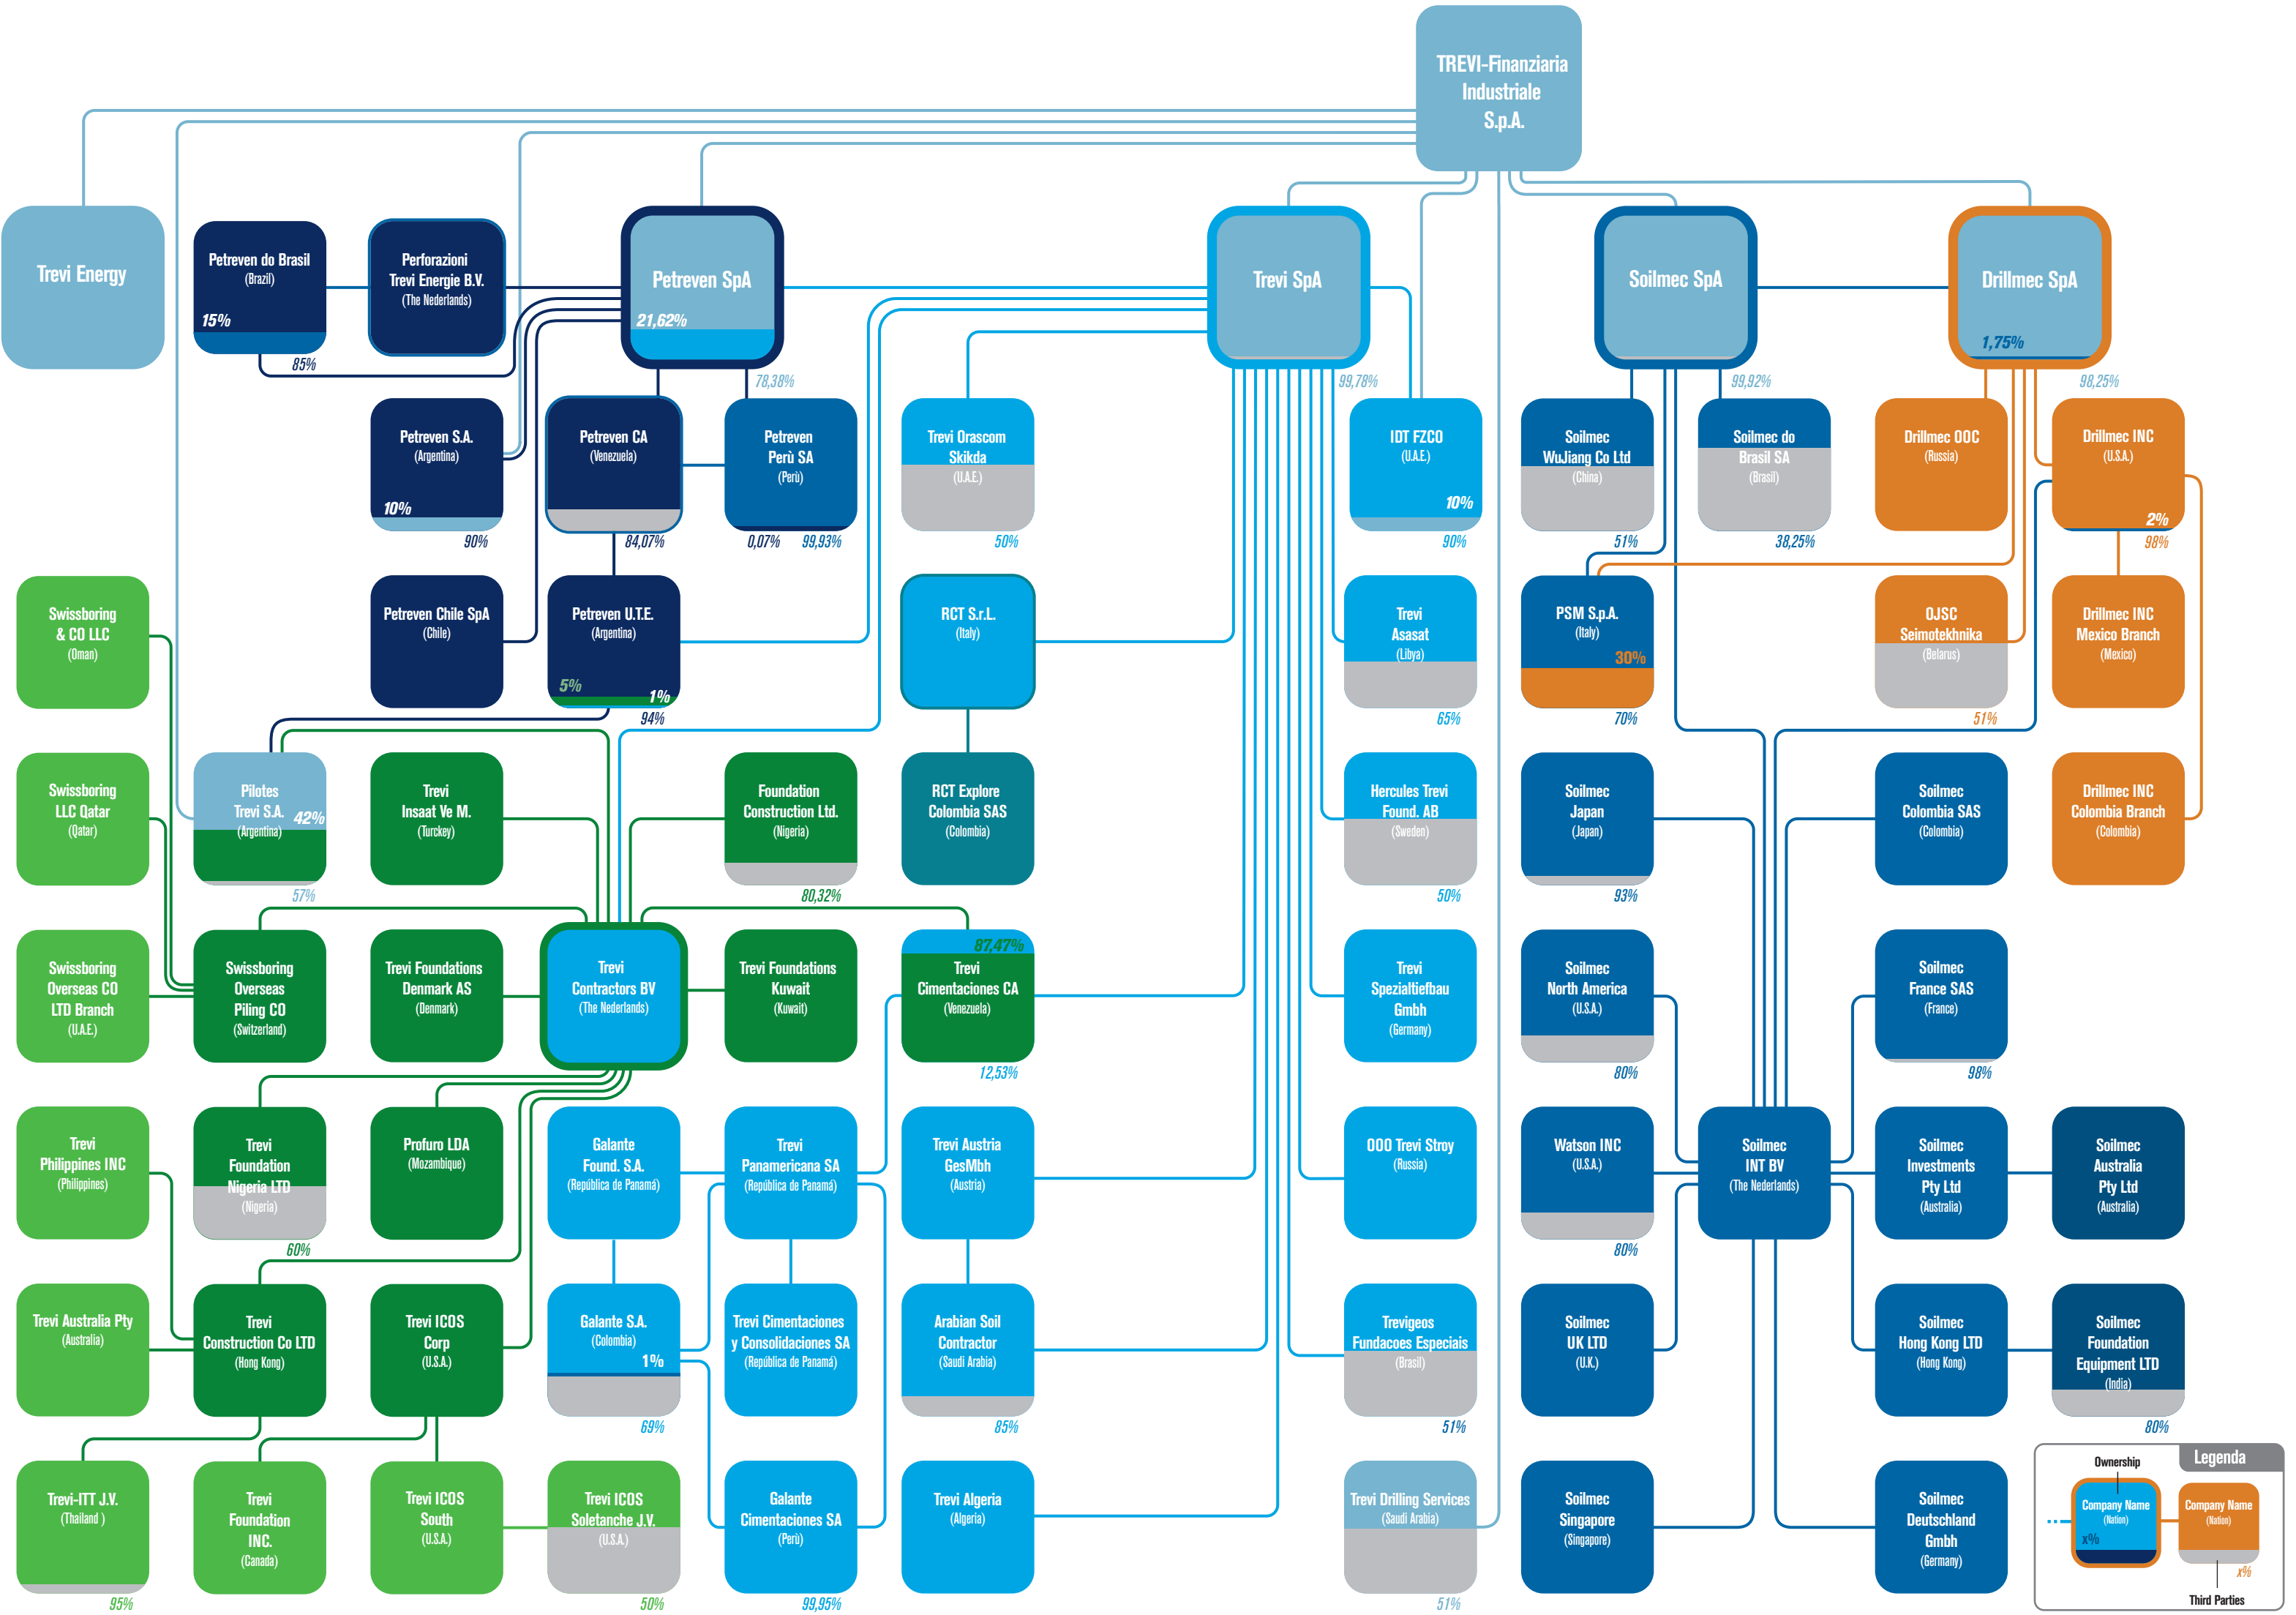 TREVI-Finanziaria
Industriale
S.p.A.
Trevi Energy
Petreven do Brasil
(Brazil)
15%
85%
Perforazioni
Trevi Energie B.V.
(The Nederlands)
Petreven SpA
21,62%
78,38%
Trevi SpA
99,78%
Soilmec SpA
99,92%
Drillmec SpA
1,75%
98,25%
Petreven S.A.
(Argentina)
10%
90%
Petreven CA
(Venezuela)
84,07%
Petreven
Perù SA
(Perù)
0,07%
99,93%
Trevi Orascom
Skikda
(U.A.E.)
50%
IDT FZCO
(U.A.E.)
10%
90%
Soilmec
WuJiang Co Ltd
(China)
51%
Soilmec do
Brasil SA
(Brasil)
38,25%
Drillmec OOC
(Russia)
Drillmec INC
(U.S.A.)
2%
98%
Swissboring
& CO LLC
(Oman)
Petreven Chile SpA
(Chile)
Petreven U.T.E.
(Argentina)
5%
1%
94%
RCT S.r.L.
(Italy)
Trevi
Asasat
(Libya)
65%
PSM S.p.A.
(Italy)
30%
70%
OJSC
Seimotekhnika
(Belarus)
51%
Drillmec INC
Mexico Branch
(Mexico)
Swissboring
LLC Qatar
(Qatar)
Pilotes
Trevi S.A.
(Argentina)
42%
57%
Trevi
Insaat Ve M.
(Turckey)
Foundation
Construction Ltd.
(Nigeria)
80,32%
RCT Explore
Colombia SAS
(Colombia)
Hercules Trevi
Found. AB
(Sweden)
50%
Soilmec
Japan
(Japan)
93%
Soilmec
Colombia SAS
(Colombia)
Drillmec INC
Colombia Branch
(Colombia)
Swissboring
Overseas CO
LTD Branch
(U.A.E.)
Swissboring
Overseas
Piling CO
(Switzerland)
Trevi Foundations
Denmark AS
(Denmark)
Trevi
Contractors BV
(The Nederlands)
Trevi Foundations
Kuwait
(Kuwait)
87,47%
Trevi
Cimentaciones CA
(Venezuela)
12,53%
Trevi
Spezialtiefbau
Gmbh
(Germany)
Soilmec
North America
(U.S.A.)
80%
Soilmec
France SAS
(France)
98%
Trevi
Philippines INC
(Philippines)
Trevi
Foundation
Nigeria LTD
(Nigeria)
60%
Profuro LDA
(Mozambique)
Galante
Found. S.A.
(República de Panamá)
Trevi
Panamericana SA
(República de Panamá)
Trevi Austria
GesMbh
(Austria)
OOO Trevi Stroy
(Russia)
Watson INC
(U.S.A.)
80%
Soilmec
INT BV
(The Nederlands)
Soilmec
Investments
Pty Ltd
(Australia)
Soilmec
Australia
Pty Ltd
(Australia)
Trevi Australia Pty
(Australia)
Trevi
Construction Co LTD
(Hong Kong)
Trevi ICOS
Corp
(U.S.A.)
Galante S.A.
(Colombia)
1%
69%
Trevi Cimentaciones
y Consolidaciones SA
(República de Panamá)
Arabian Soil
Contractor
(Saudi Arabia)
85%
Trevigeos
Fundacoes Especiais
(Brasil)
51%
Soilmec
UK LTD
(U.K.)
Soilmec
Hong Kong LTD
(Hong Kong)
Soilmec
Foundation
Equipment LTD
(India)
80%
Trevi-ITT J.V.
(Thailand )
95%
Trevi
Foundation
INC.
(Canada)
Trevi ICOS
South
(U.S.A.)
Trevi ICOS
Soletanche J.V.
(U.S.A.)
50%
Galante
Cimentaciones SA
(Perù)
99,95%
Trevi Algeria
(Algeria)
Trevi Drilling Services
(Saudi Arabia)
51%
Soilmec
Singapore
(Singapore)
Soilmec
Deutschland
Gmbh
(Germany)
Legenda
Ownership
Company Name
(Nation)
x%
Company Name
(Nation)
x%
Third Parties